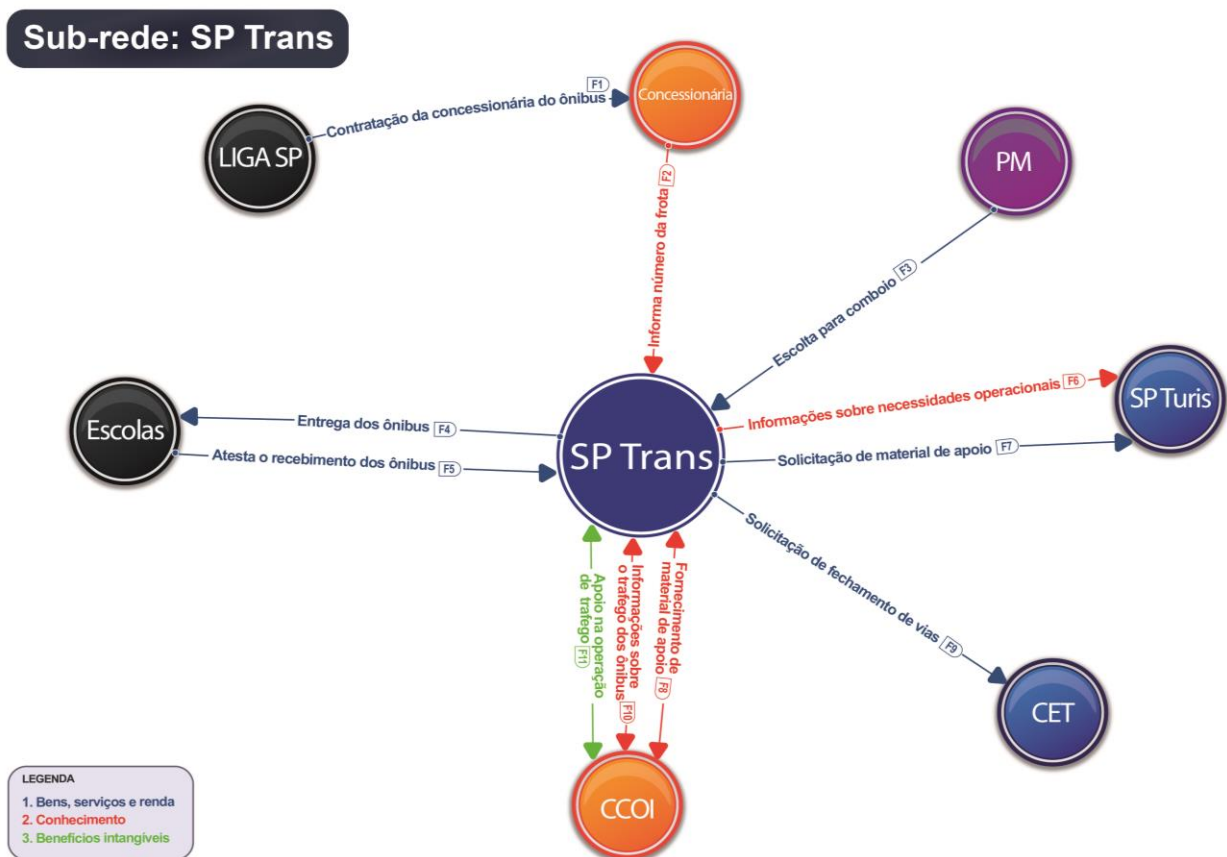 Sub-rede: SP Trans
LIGA SP
Contratação da concessionária do ônibus F1
Concessionária
PM
Informa número da frota F2
Escolta para comboio F3
Escolas
Entrega dos ônibus F4
Atesta o recebimento dos ônibus F5
SP Trans
Informações sobre necessidades operacionais F6
SP Turis
Solicitação de material de apoio F7
Solicitação de fechamento de vias F9
CET
Apoio na operação
de trafego F11
Informações sobre
o trafego dos ônibus F10
Fornecimento de
material de apoio F8
CCOI
LEGENDA
1. Bens, serviços e renda
2. Conhecimento
3. Benefícios intangíveis